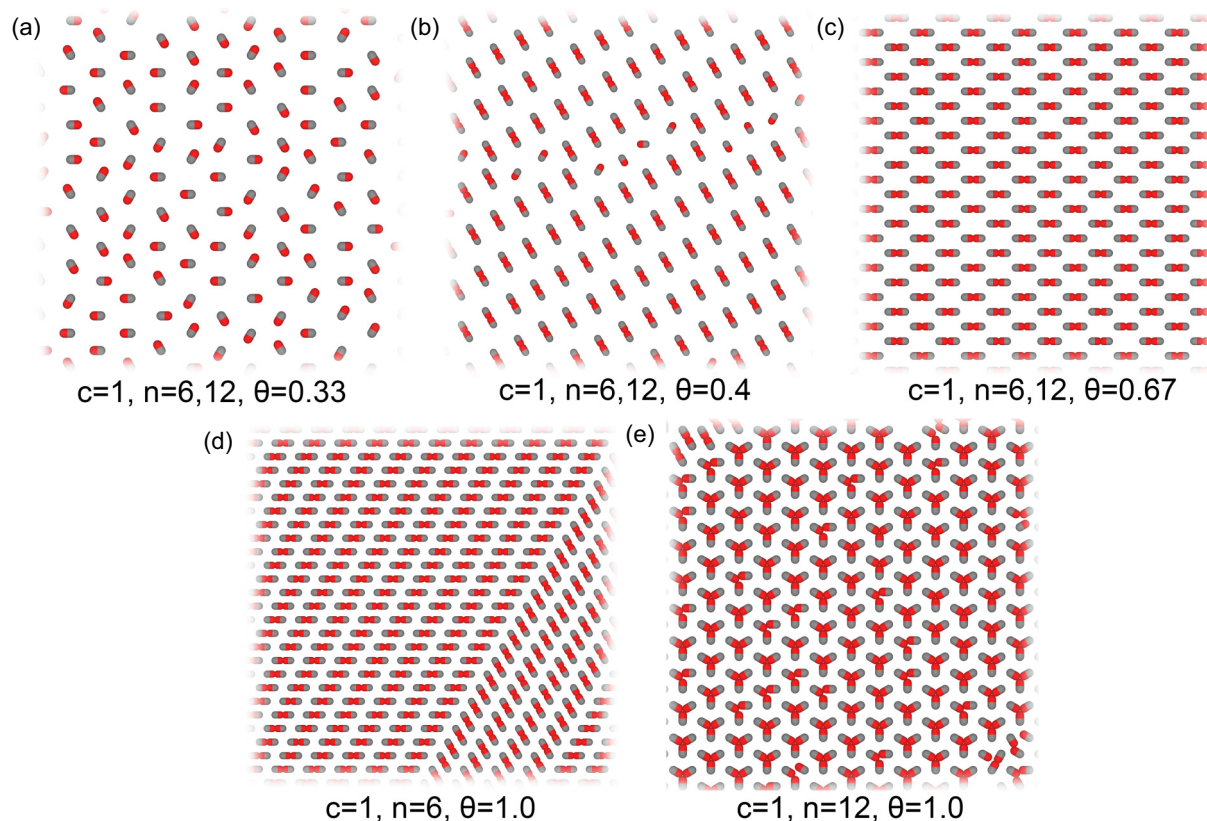 (a)
(b)
(c)
c=1, n=6,12, θ=0.33
c=1, n=6,12, θ=0.4
c=1, n=6,12, θ=0.67
(d)
(e)
c=1, n=6, θ=1.0
c=1, n=12, θ=1.0